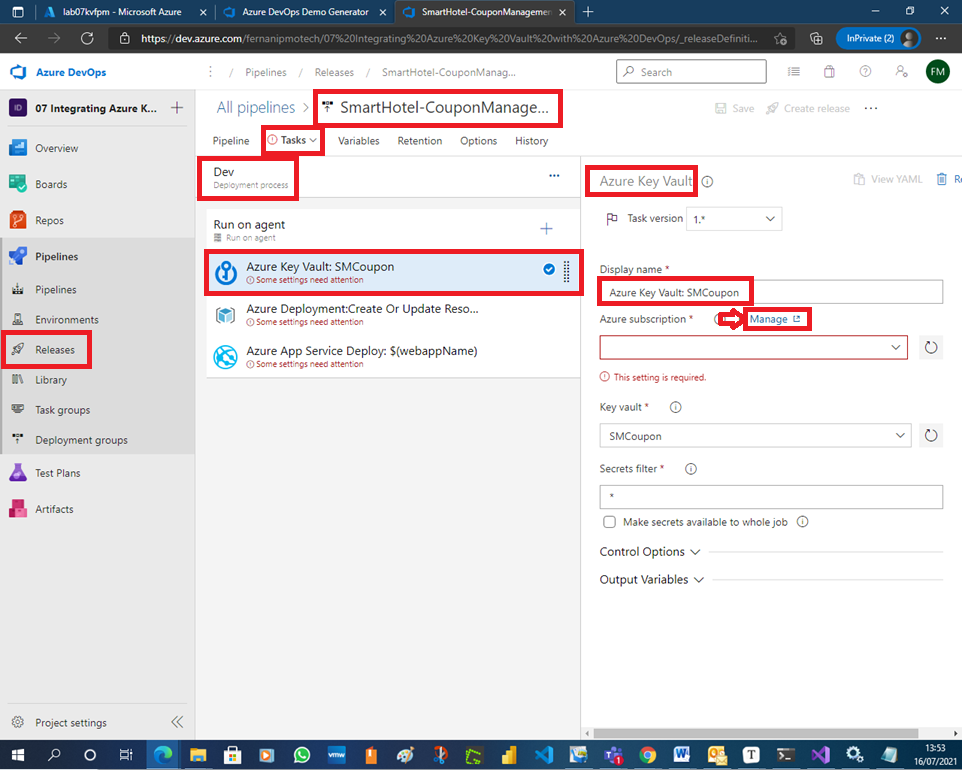 lab07kvfpm - Microsoft Azure
Azure DevOps Demo Generator
SmartHotel-CouponManagemen
https://dev.azure.com/fernanipmotech/07%20Integrating%20Azure%20Key%20Vault%20with%20Azure%20DevOps/_releaseDefiniti...
InPrivate (2)
Azure DevOps
/ Pipelines / Releases / SmartHotel-CouponManag...
Search
FM
ID
07 Integrating Azure K...
All pipelines > SmartHotel-CouponManage...
Save
Create release
Pipeline
Tasks
Variables
Retention
Options
History
Overview
Boards
Repos
Pipelines
Pipelines
Environments
Releases
Library
Task groups
Deployment groups
Test Plans
Artifacts
Project settings
Dev
Deployment process
Run on agent
Run on agent
Azure Key Vault: SMCoupon
Some settings need attention
Azure Deployment:Create Or Update Reso...
Some settings need attention
Azure App Service Deploy: $(webappName)
Some settings need attention
Azure Key Vault
View YAML
Re
Task version 1.*
Display name *
Azure Key Vault: SMCoupon
Azure subscription *
Manage
This setting is required.
Key vault *
SMCoupon
Secrets filter *
*
Make secrets available to whole job
Control Options
Output Variables
vmw
1
T
13:53
16/07/2021